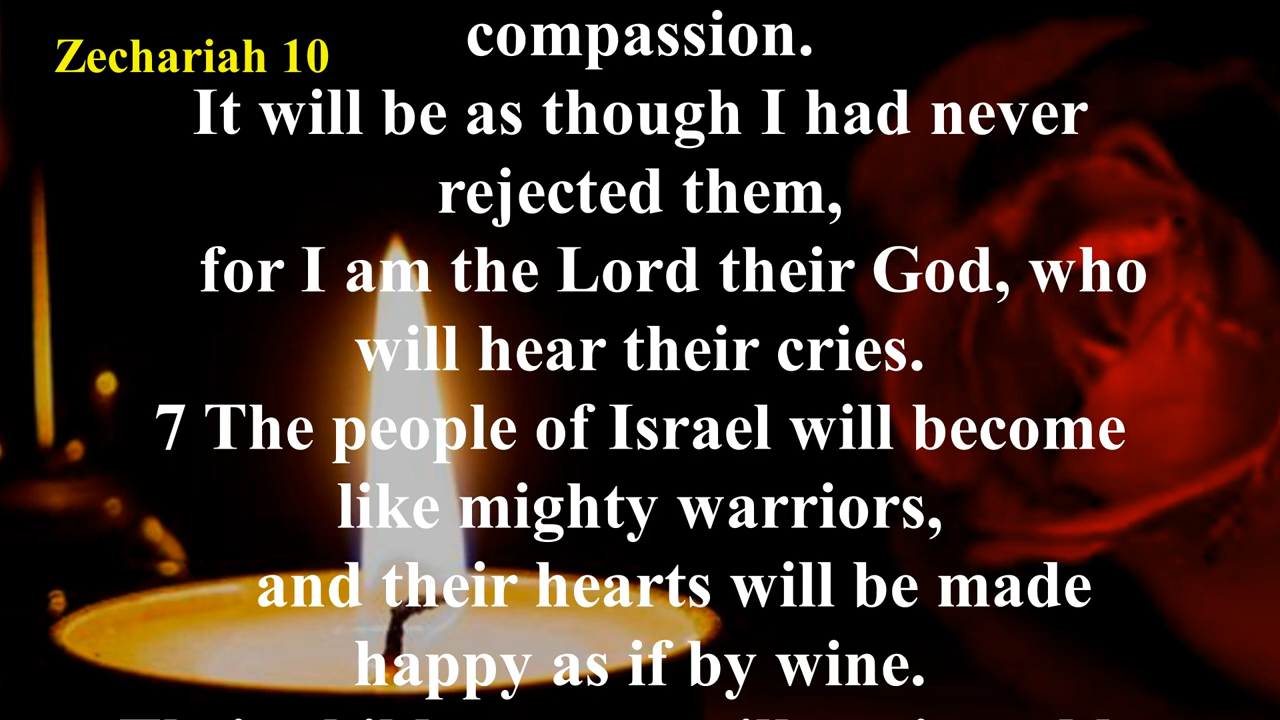 Zechariah 10
compassion.
It will be as though I had never
rejected them,
for I am the Lord their God, who
will hear their cries.
7 The people of Israel will become
like mighty warriors,
and their hearts will be made
happy as if by wine.